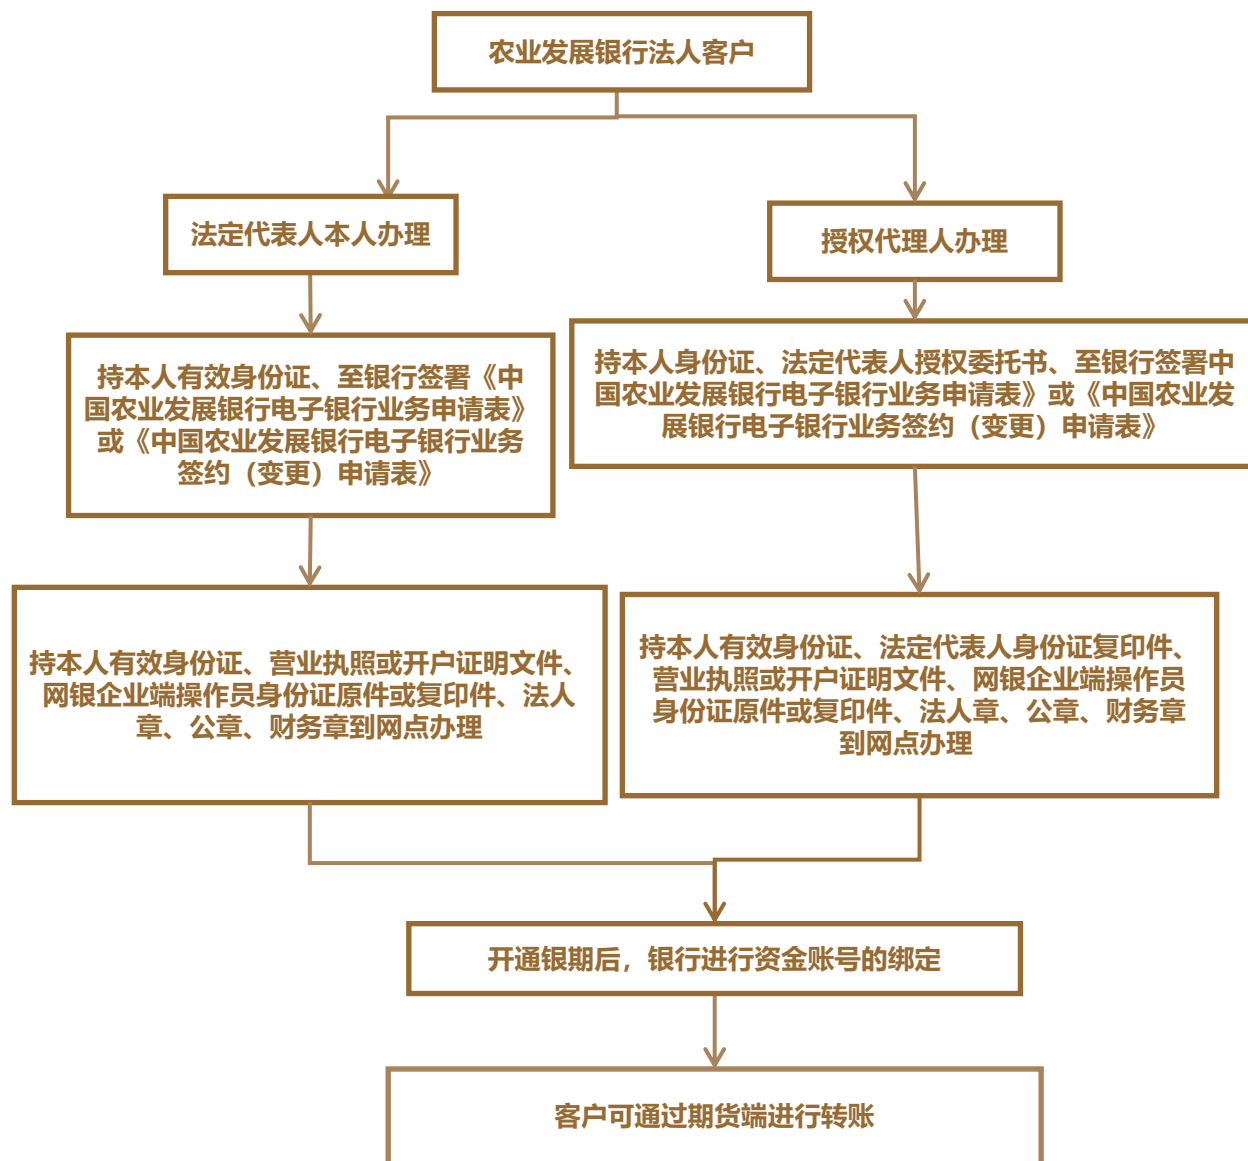 农业发展银行法人客户
法定代表人本人办理
授权代理人办理
持本人有效身份证、至银行签署《中
国农业发展银行电子银行业务申请表》
或《中国农业发展银行电子银行业务
签约（变更）申请表》
持本人身份证、法定代表人授权委托书、至银行签署中
国农业发展银行电子银行业务申请表》或《中国农业发
展银行电子银行业务签约（变更）申请表》
持本人有效身份证、营业执照或开户证明文件、
网银企业端操作员身份证原件或复印件、法人
章、公章、财务章到网点办理
持本人有效身份证、法定代表人身份证复印件、
营业执照或开户证明文件、网银企业端操作员
身份证原件或复印件、法人章、公章、财务章
到网点办理
开通银期后，银行进行资金账号的绑定
客户可通过期货端进行转账